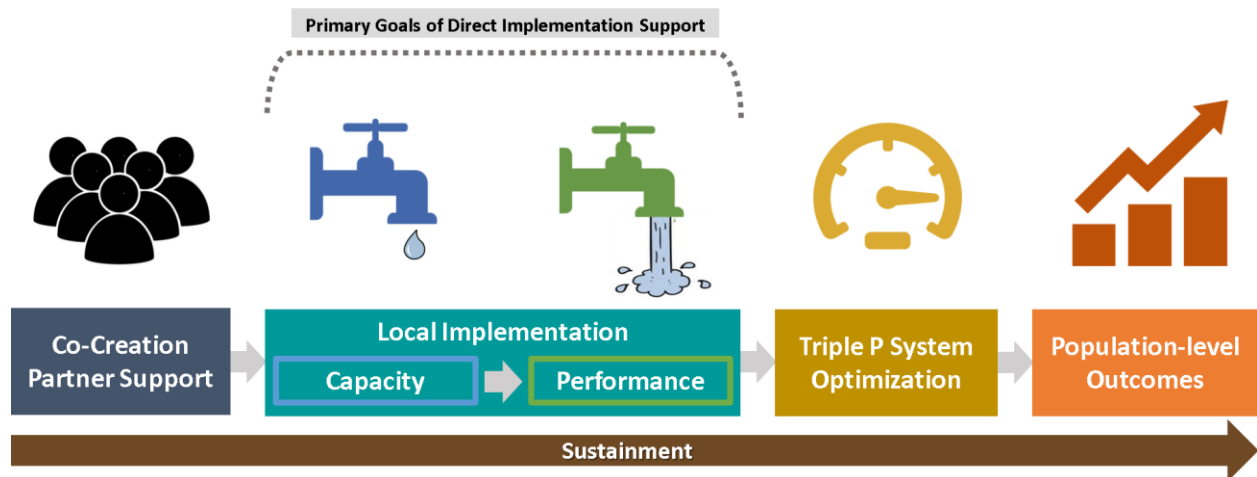 Primary Goals of Direct Implementation Support
Co-Creation
Partner Support
Local Implementation
Capacity
Performance
Triple P System
Optimization
Population-level
Outcomes
Sustainment